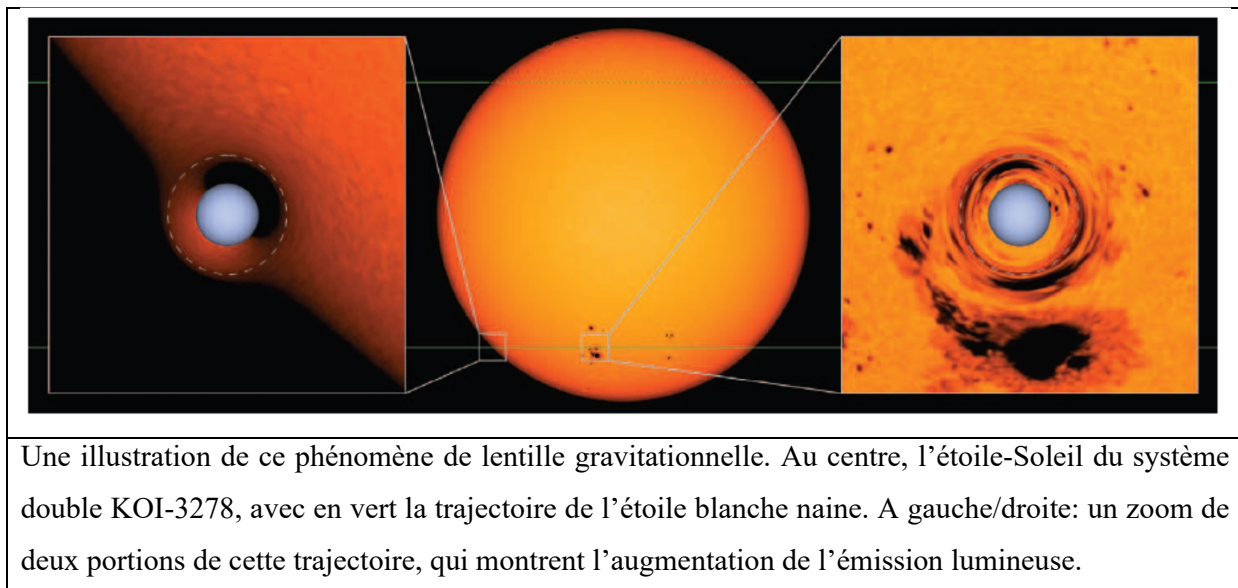 Une illustration de ce phénomène de lentille gravitationnelle. Au centre, l’étoile-Soleil du système
double KOI-3278, avec en vert la trajectoire de l’étoile blanche naine. A gauche/droite: un zoom de
deux portions de cette trajectoire, qui montrent l’augmentation de l’émission lumineuse.